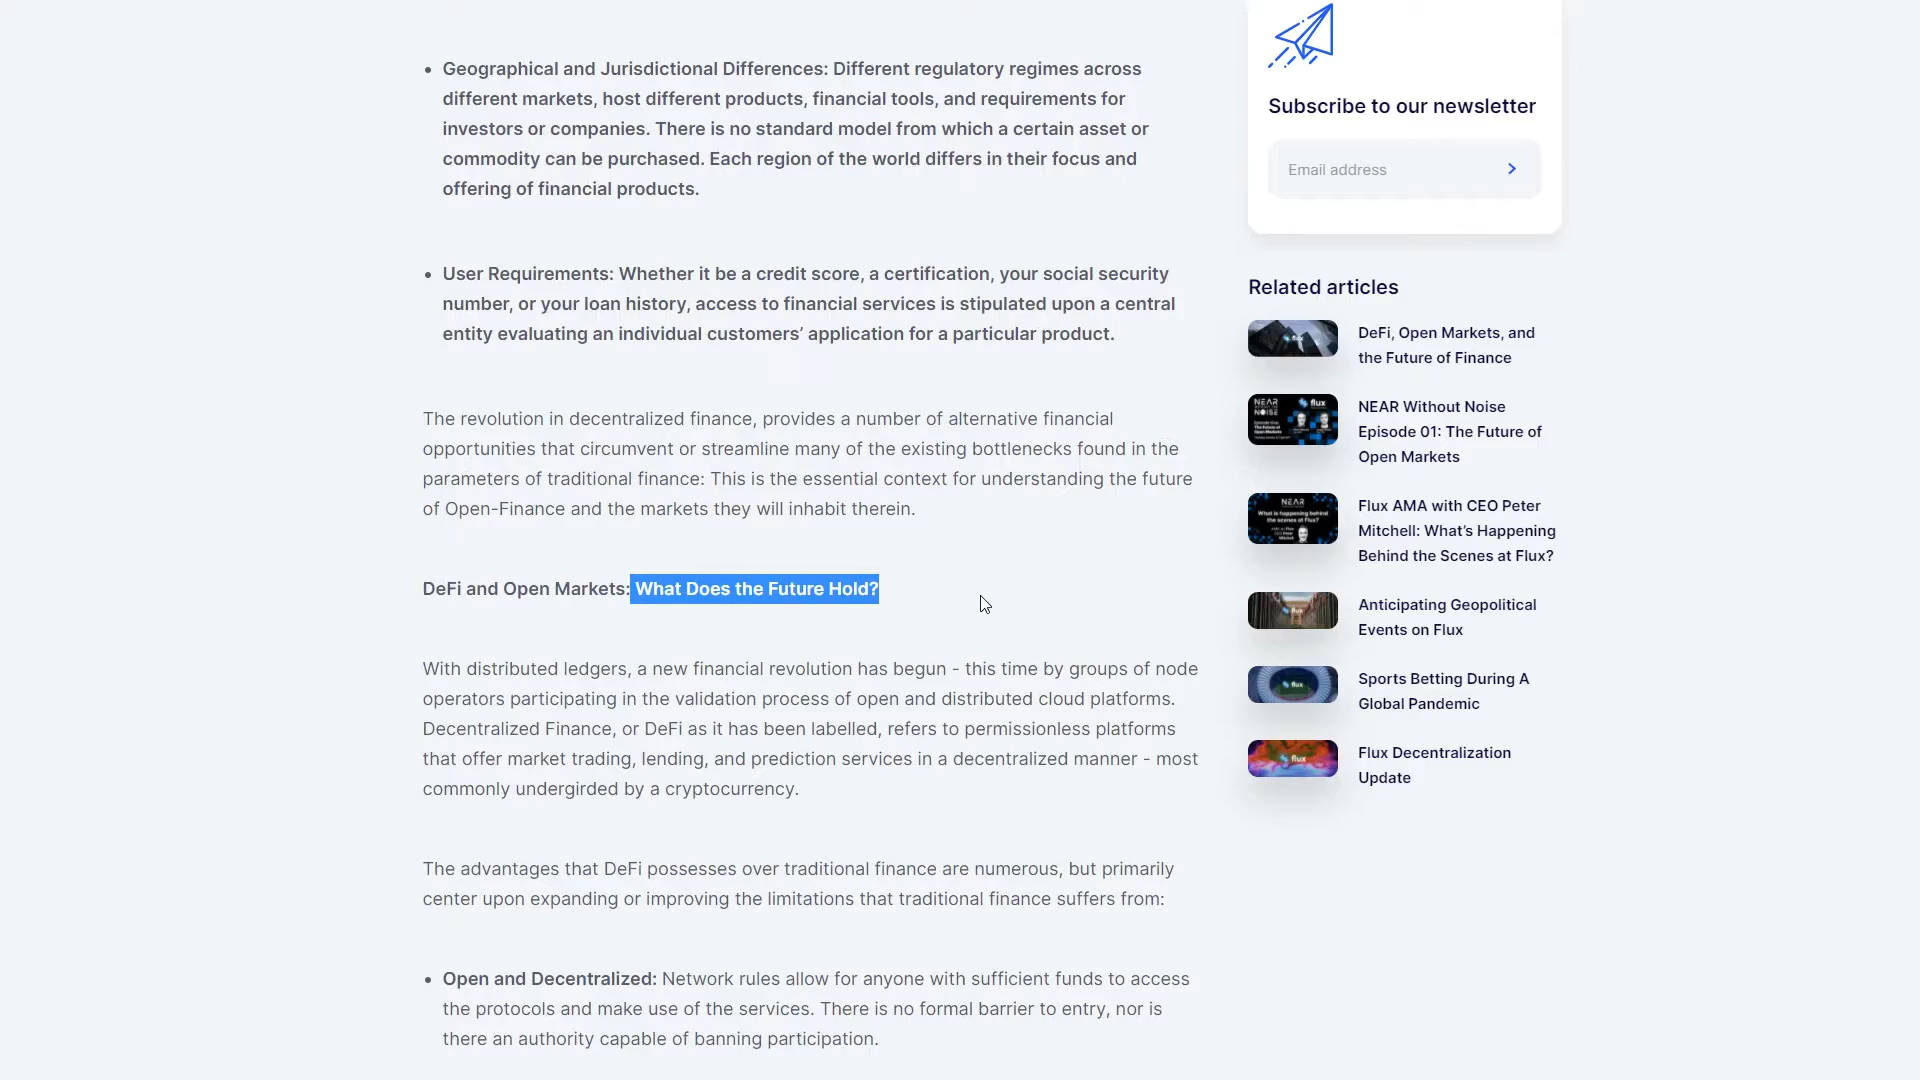 • Geographical and Jurisdictional Differences: Different regulatory regimes across
different markets, host different products, financial tools, and requirements for
investors or companies. There is no standard model from which a certain asset or
commodity can be purchased. Each region of the world differs in their focus and
offering of financial products.
• User Requirements: Whether it be a credit score, a certification, your social security
number, or your loan history, access to financial services is stipulated upon a central
entity evaluating an individual customers’ application for a particular product.
The revolution in decentralized finance, provides a number of alternative financial
opportunities that circumvent or streamline many of the existing bottlenecks found in the
parameters of traditional finance: This is the essential context for understanding the future
of Open-Finance and the markets they will inhabit therein.
DeFi and Open Markets: What Does the Future Hold?
With distributed ledgers, a new financial revolution has begun - this time by groups of node
operators participating in the validation process of open and distributed cloud platforms.
Decentralized Finance, or DeFi as it has been labelled, refers to permissionless platforms
that offer market trading, lending, and prediction services in a decentralized manner - most
commonly undergirded by a cryptocurrency.
The advantages that DeFi possesses over traditional finance are numerous, but primarily
center upon expanding or improving the limitations that traditional finance suffers from:
• Open and Decentralized: Network rules allow for anyone with sufficient funds to access
the protocols and make use of the services. There is no formal barrier to entry, nor is
there an authority capable of banning participation.
Subscribe to our newsletter
Email address
Related articles
flux
DeFi, Open Markets, and
the Future of Finance
NEAR
flux
NEAR Without Noise
Episode 01: The Future of
Open Markets
NEAR
What is happening behind
the scenes at Flux?
Flux AMA with CEO Peter
Mitchell: What’s Happening
Behind the Scenes at Flux?
flux
Anticipating Geopolitical
Events on Flux
flux
Sports Betting During A
Global Pandemic
flux
Flux Decentralization
Update